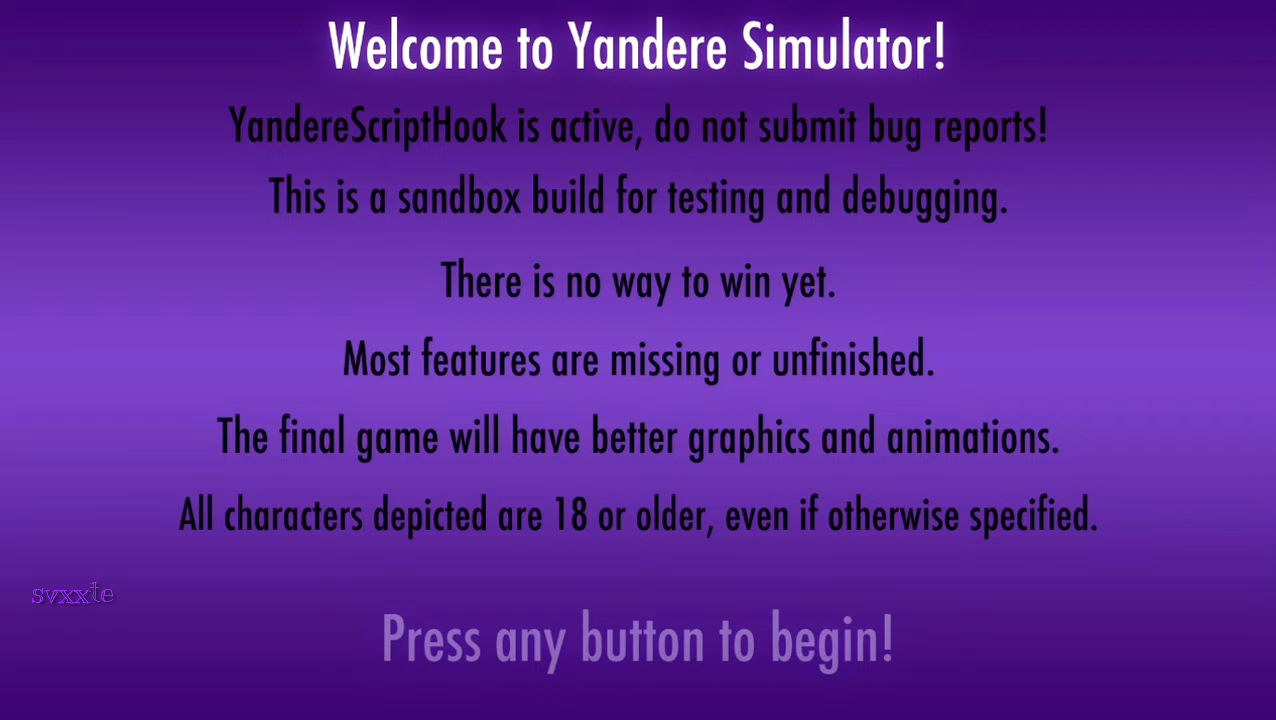 Welcome to Yandere Simulator!
YandereScriptHook is active, do not submit bug reports!
This is a sandbox build for testing and debugging.
There is no way to win yet.
Most features are missing or unfinished.
The final game will have better graphics and animations.
All characters depicted are 18 or older, even if otherwise specified.
svxxte
Press any button to begin!